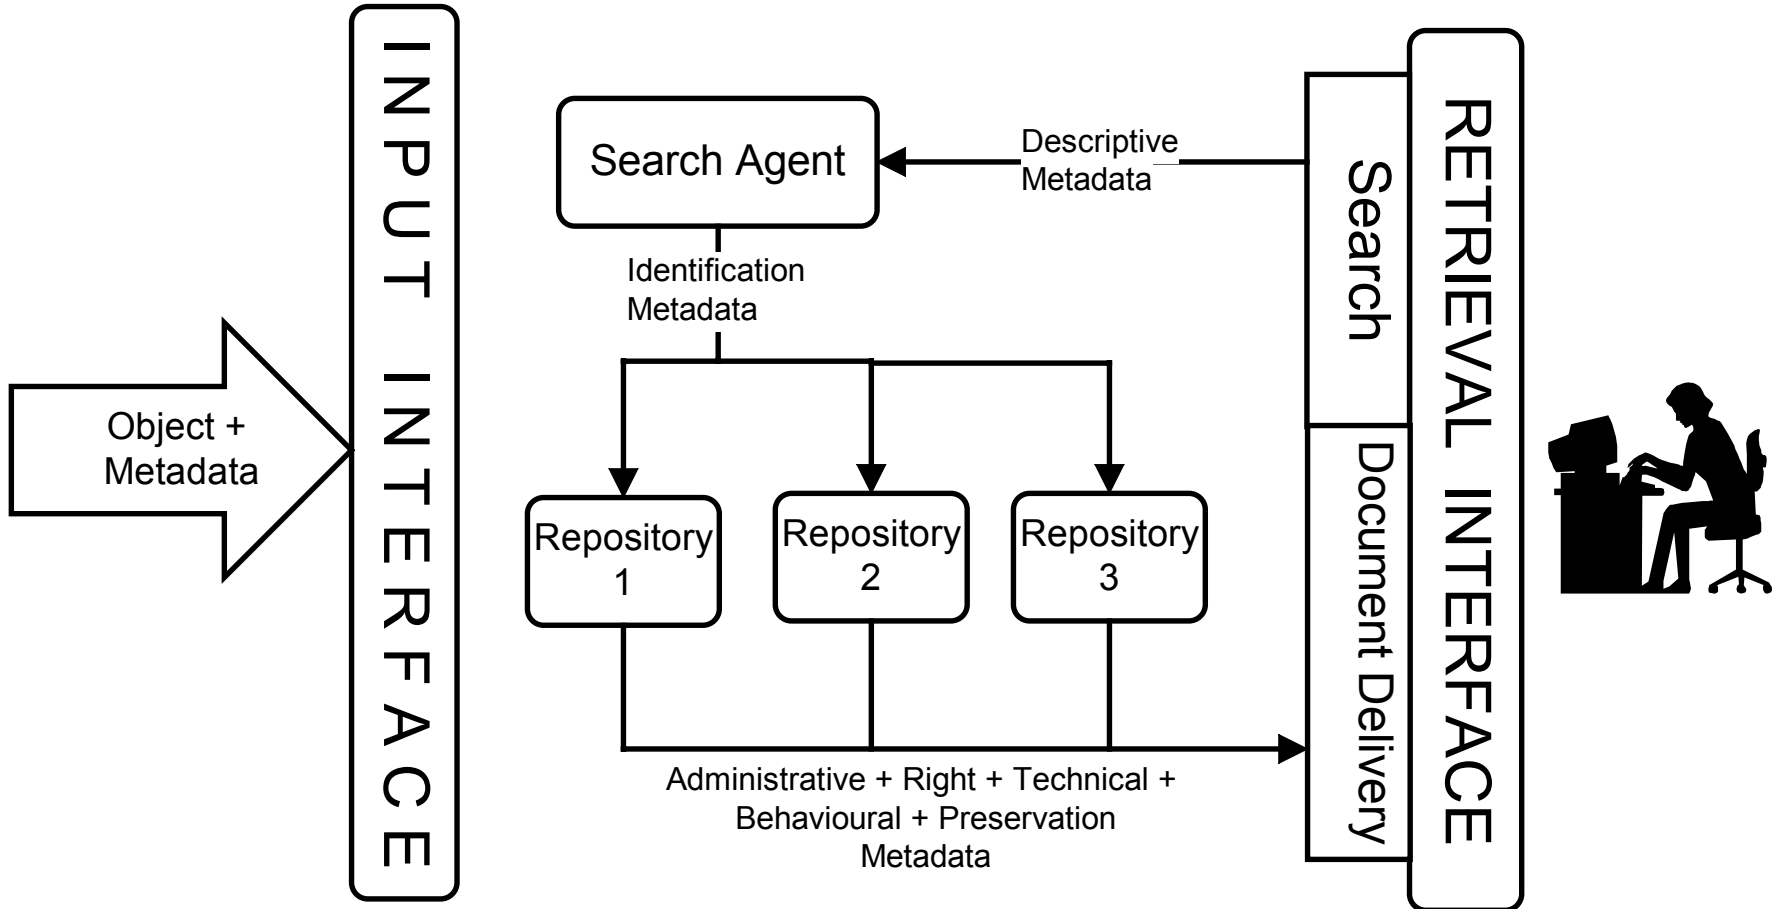 Object +
Metadata
INPUT INTERFACE
Search Agent
Descriptive
Metadata
Identification
Metadata
Repository
1
Repository
2
Repository
3
Administrative + Right + Technical +
Behavioural + Preservation
Metadata
Search
Document Delivery
RETRIEVAL INTERFACE